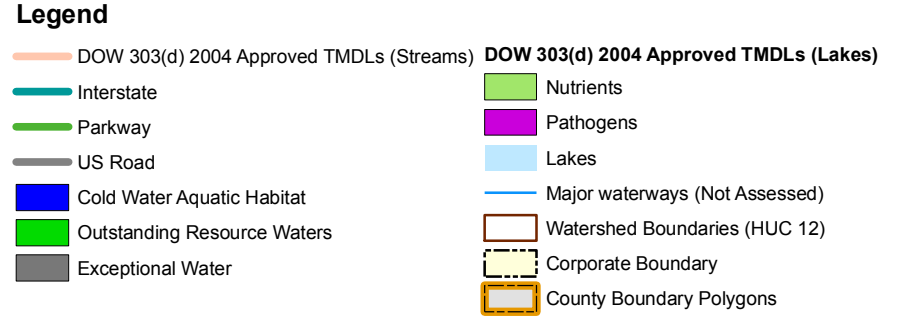 Legend
DOW 303(d) 2004 Approved TMDLs (Streams)
Interstate
Parkway
US Road
Cold Water Aquatic Habitat
Outstanding Resource Waters
Exceptional Water
DOW 303(d) 2004 Approved TMDLs (Lakes)
Nutrients
Pathogens
Lakes
Major waterways (Not Assessed)
Watershed Boundaries (HUC 12)
Corporate Boundary
County Boundary Polygons